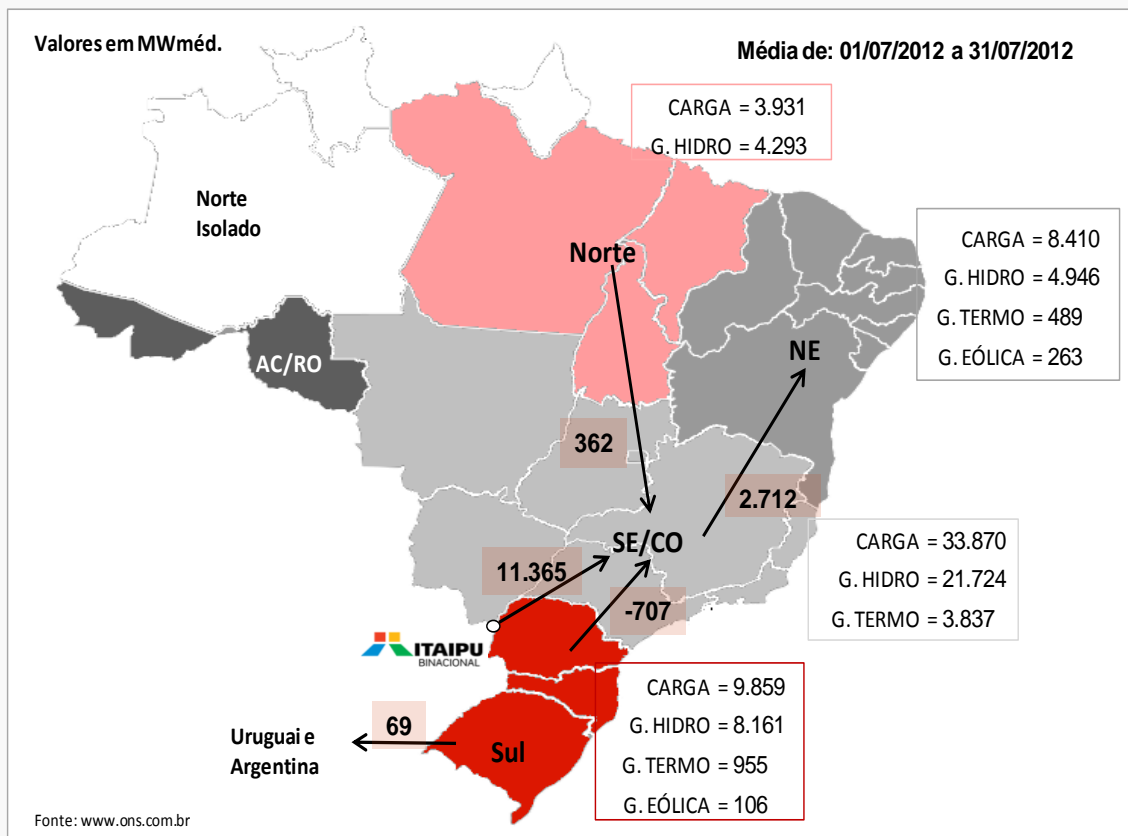 Valores em MWméd.
Média de: 01/07/2012 a 31/07/2012
CARGA = 3.931
G. HIDRO = 4.293
Norte
Isolado
Norte
CARGA = 8.410
G. HIDRO = 4.946
G. TERMO = 489
G. EÓLICA = 263
NE
AC/RO
362
2.712
SE/CO
CARGA = 33.870
G. HIDRO = 21.724
G. TERMO = 3.837
11.365
-707
ITAIPU
BINACIONAL
CARGA = 9.859
G. HIDRO = 8.161
G. TERMO = 955
G. EÓLICA = 106
69
Uruguai e
Argentina
Sul
Fonte: www.ons.com.br